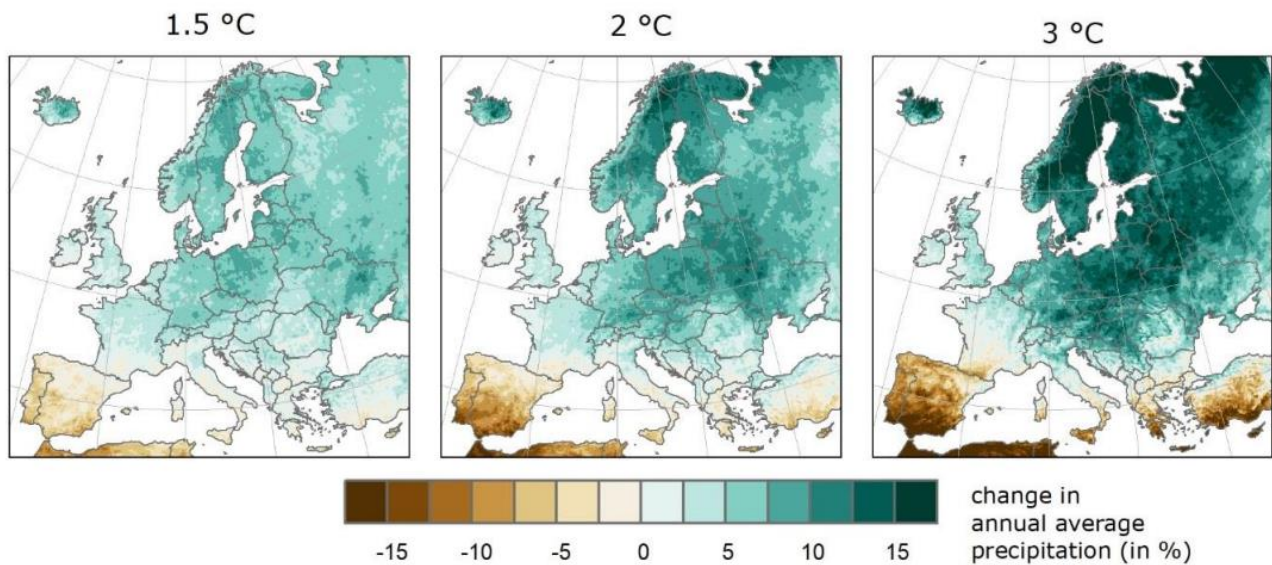 1.5 °C
2 °C
3 °C
-15 -10 -5 0 5 10 15
change in
annual average
precipitation (in %)